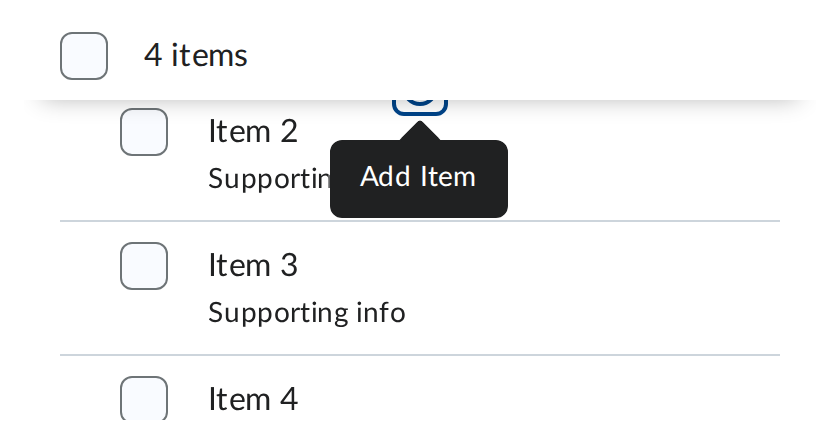 4 items
Item 2
Supportin
Add Item
Item 3
Supporting info
Item 4